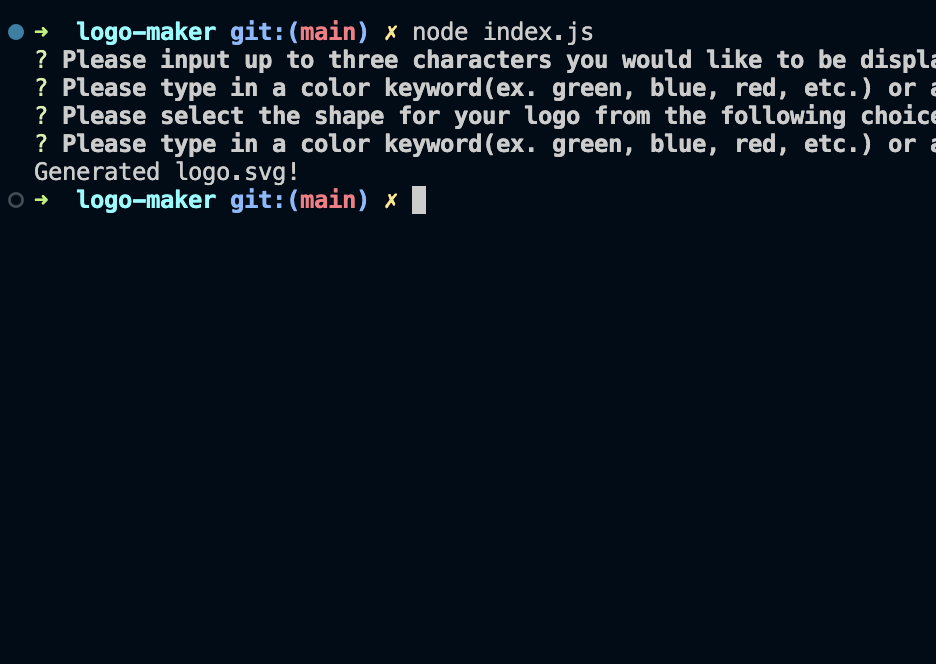 ➜ logo-maker git:(main) ✗ node index.js
? Please input up to three characters you would like to be
? Please type in a color keyword(ex. green, blue, red, etc.) or
? Please select the shape for your logo from the following
? Please type in a color keyword(ex. green, blue, red, etc.) or
Generated logo.svg!
➜ logo-maker git:(main) ✗